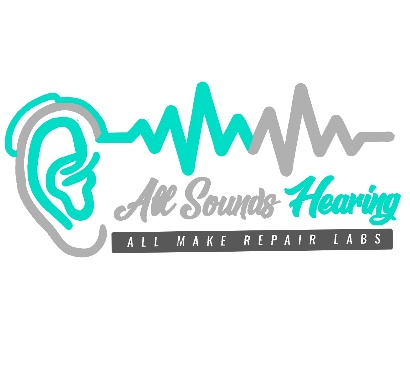 All Sounds Hearing
ALL MAKE REPAIR LABS